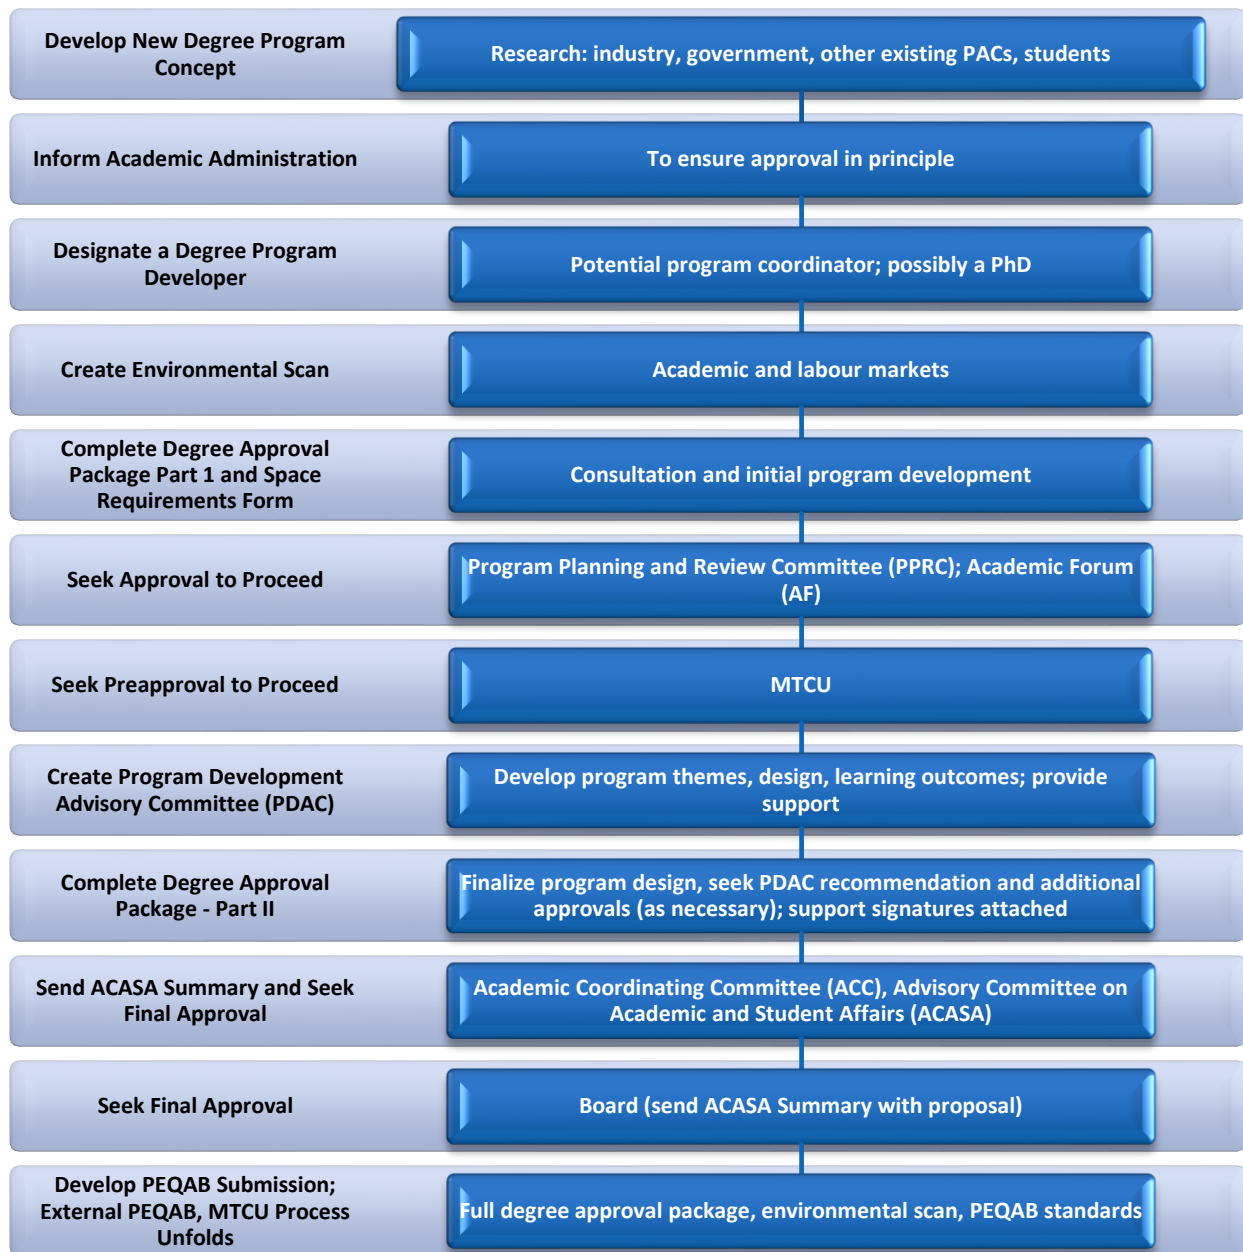 Develop New Degree Program
Concept
Research: industry, government, other existing PACs, students
Inform Academic Administration
To ensure approval in principle
Designate a Degree Program
Developer
Potential program coordinator; possibly a PhD
Create Environmental Scan
Academic and labour markets
Complete Degree Approval
Package Part 1 and Space
Requirements Form
Consultation and initial program development
Seek Approval to Proceed
Program Planning and Review Committee (PPRC); Academic Forum
(AF)
Seek Preapproval to Proceed
MTCU
Create Program Development
Advisory Committee (PDAC)
Develop program themes, design, learning outcomes; provide
support
Complete Degree Approval
Package - Part II
Finalize program design, seek PDAC recommendation and additional
approvals (as necessary); support signatures attached
Send ACASA Summary and Seek
Final Approval
Academic Coordinating Committee (ACC), Advisory Committee on
Academic and Student Affairs (ACASA)
Seek Final Approval
Board (send ACASA Summary with proposal)
Develop PEQAB Submission;
External PEQAB, MTCU Process
Unfolds
Full degree approval package, environmental scan, PEQAB standards